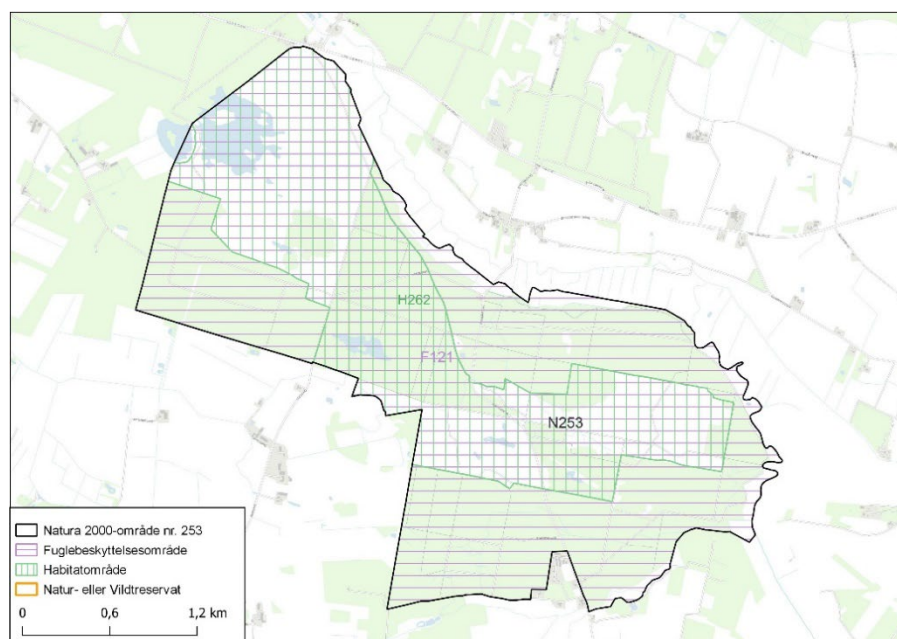 H262
F121
N253
Natura 2000-område nr. 253
Fuglebeskyttelsesområde
Habitatområde
Natur- eller Vildtreservat
0 0,6 1,2 km